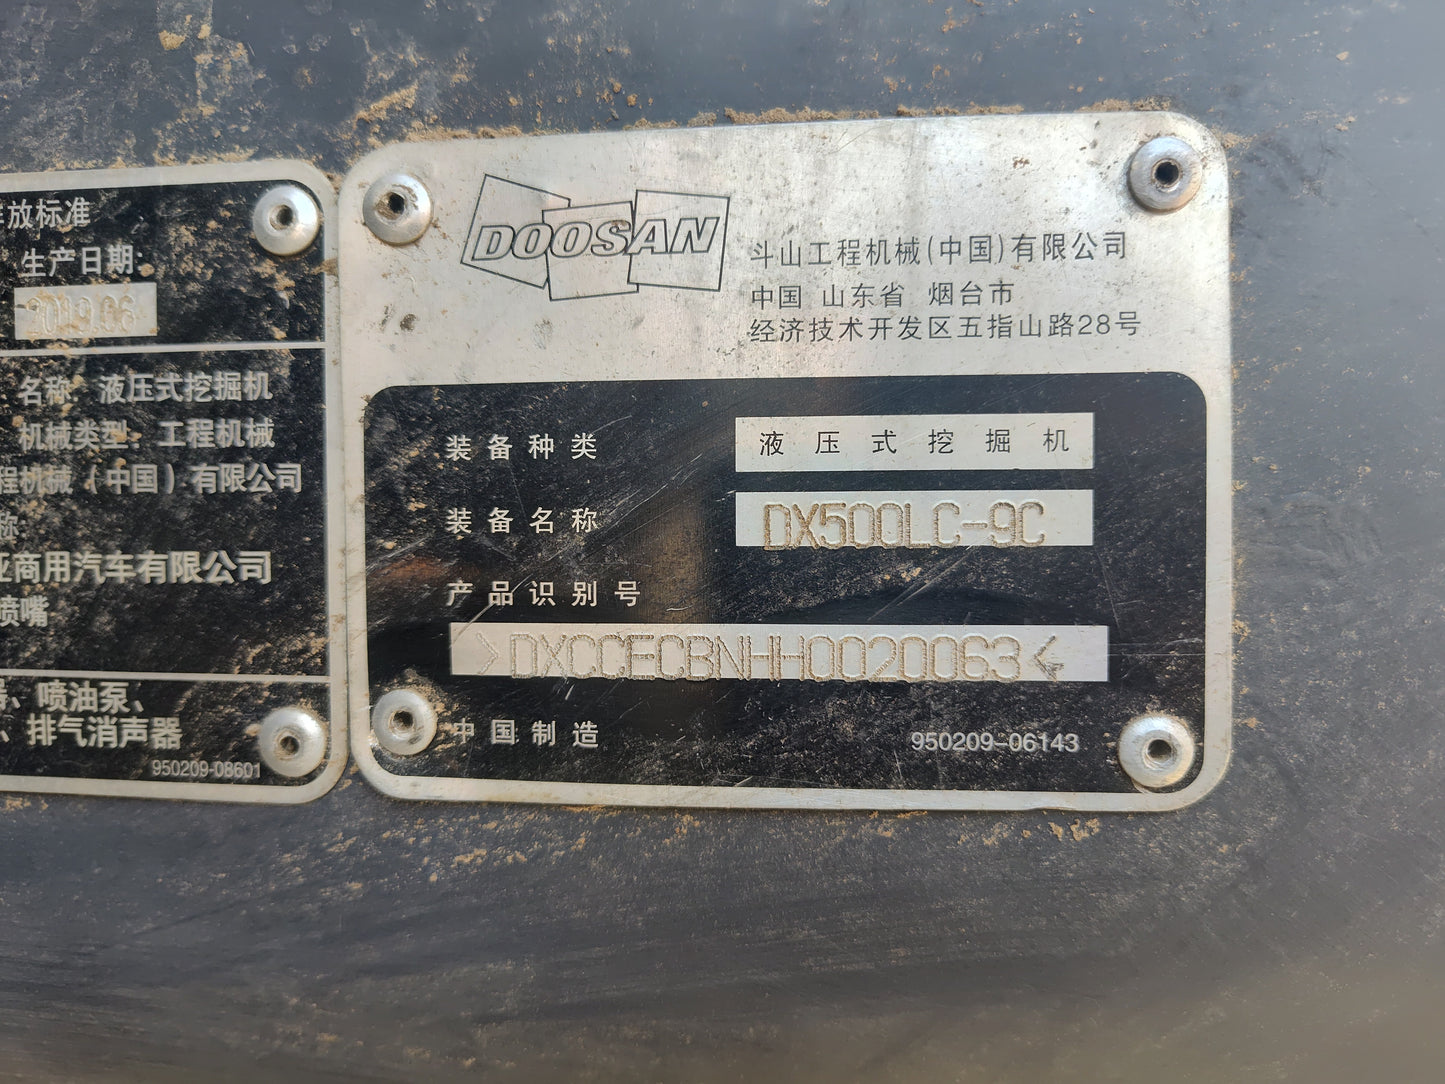 放标准
生产日期:
2019.06
名称: 液压式挖掘机
机械类型: 工程机械
程机械（中国）有限公司
称:
亚商用汽车有限公司
喷嘴
器、喷油泵、
、排气消声器
950209-08601
DOOSAN
斗山工程机械(中国)有限公司
中国 山东省 烟台市
经济技术开发区五指山路28号
装备种类 液压式挖掘机
装备名称 DX500LC-9C
产品识别号
>DXCCECBNHH0020063<
中国制造 950209-06143